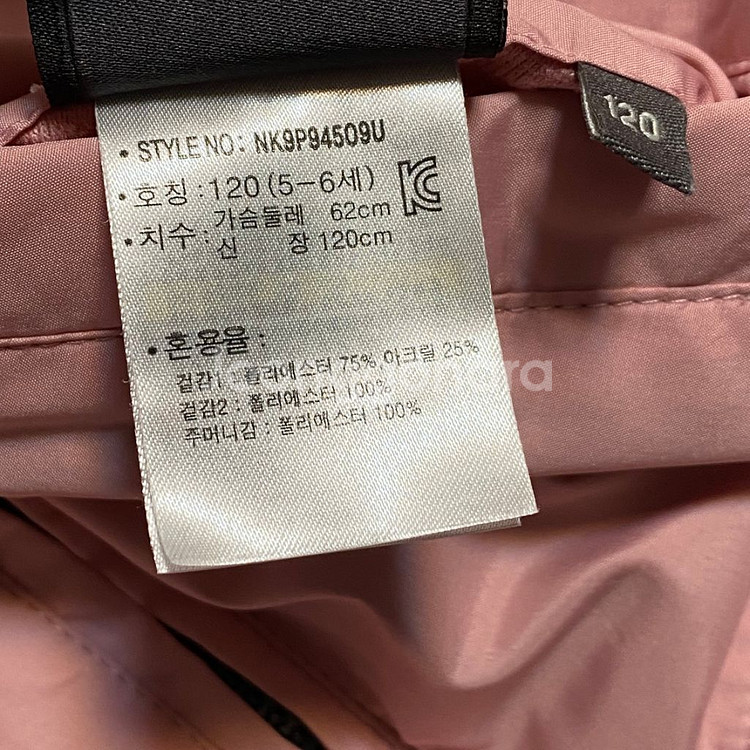 • STYLE NO: NK9P94509U
• 호칭 : 120 (5-6세)
• 치수 : 가슴둘레 62cm
신 장 120cm
• 혼용율 :
겉감1 : 폴리에스터 75%, 아크릴 25%
겉감2 : 폴리에스터 100%
주머니감 : 폴리에스터 100%
120